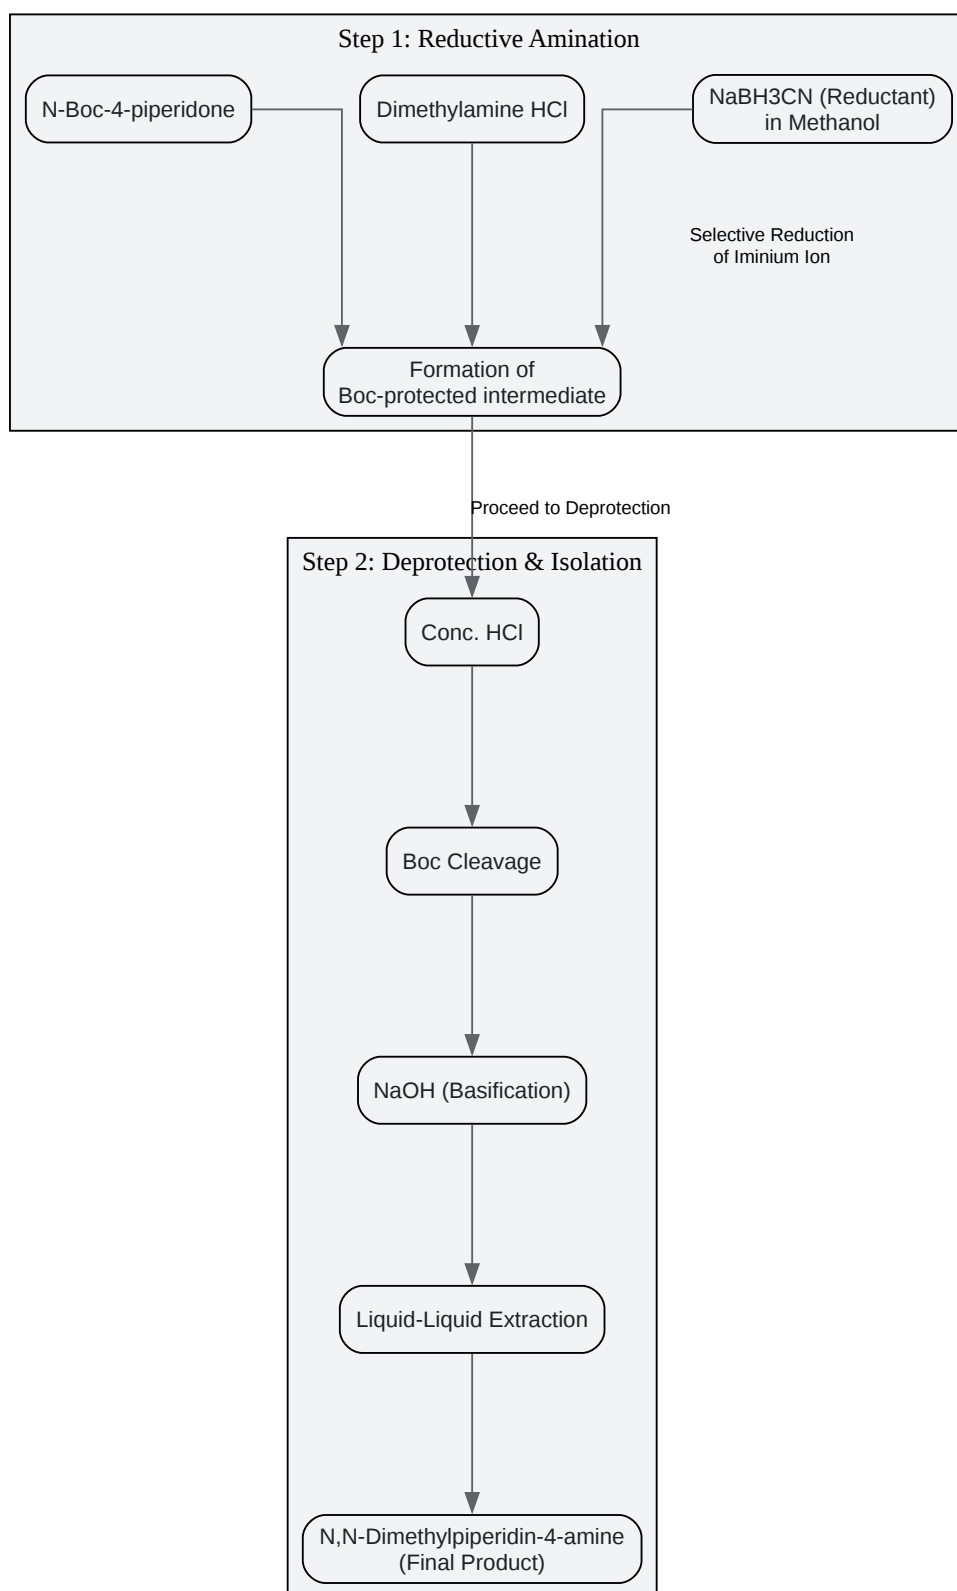 Step 1: Reductive Amination
N-Boc-4-piperidone
Dimethylamine HCl
NaBH3CN (Reductant)
in Methanol
Selective Reduction
of Iminium Ion
Formation of
Boc-protected intermediate
Proceed to Deprotection
Step 2: Deprotection & Isolation
Conc. HCl
Boc Cleavage
NaOH (Basification)
Liquid-Liquid Extraction
N,N-Dimethylpiperidin-4-amine
(Final Product)